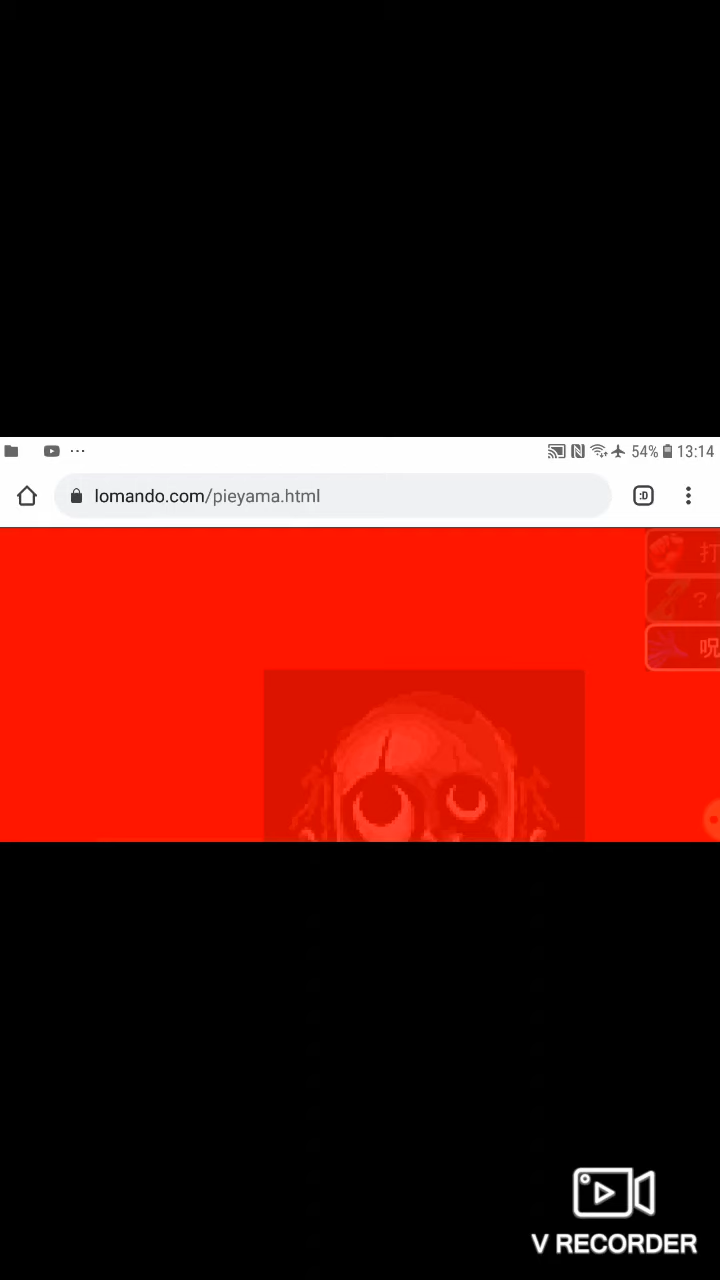 54% 13:14
:D
lomando.com/pieyama.html
打
? 
呪
V RECORDER